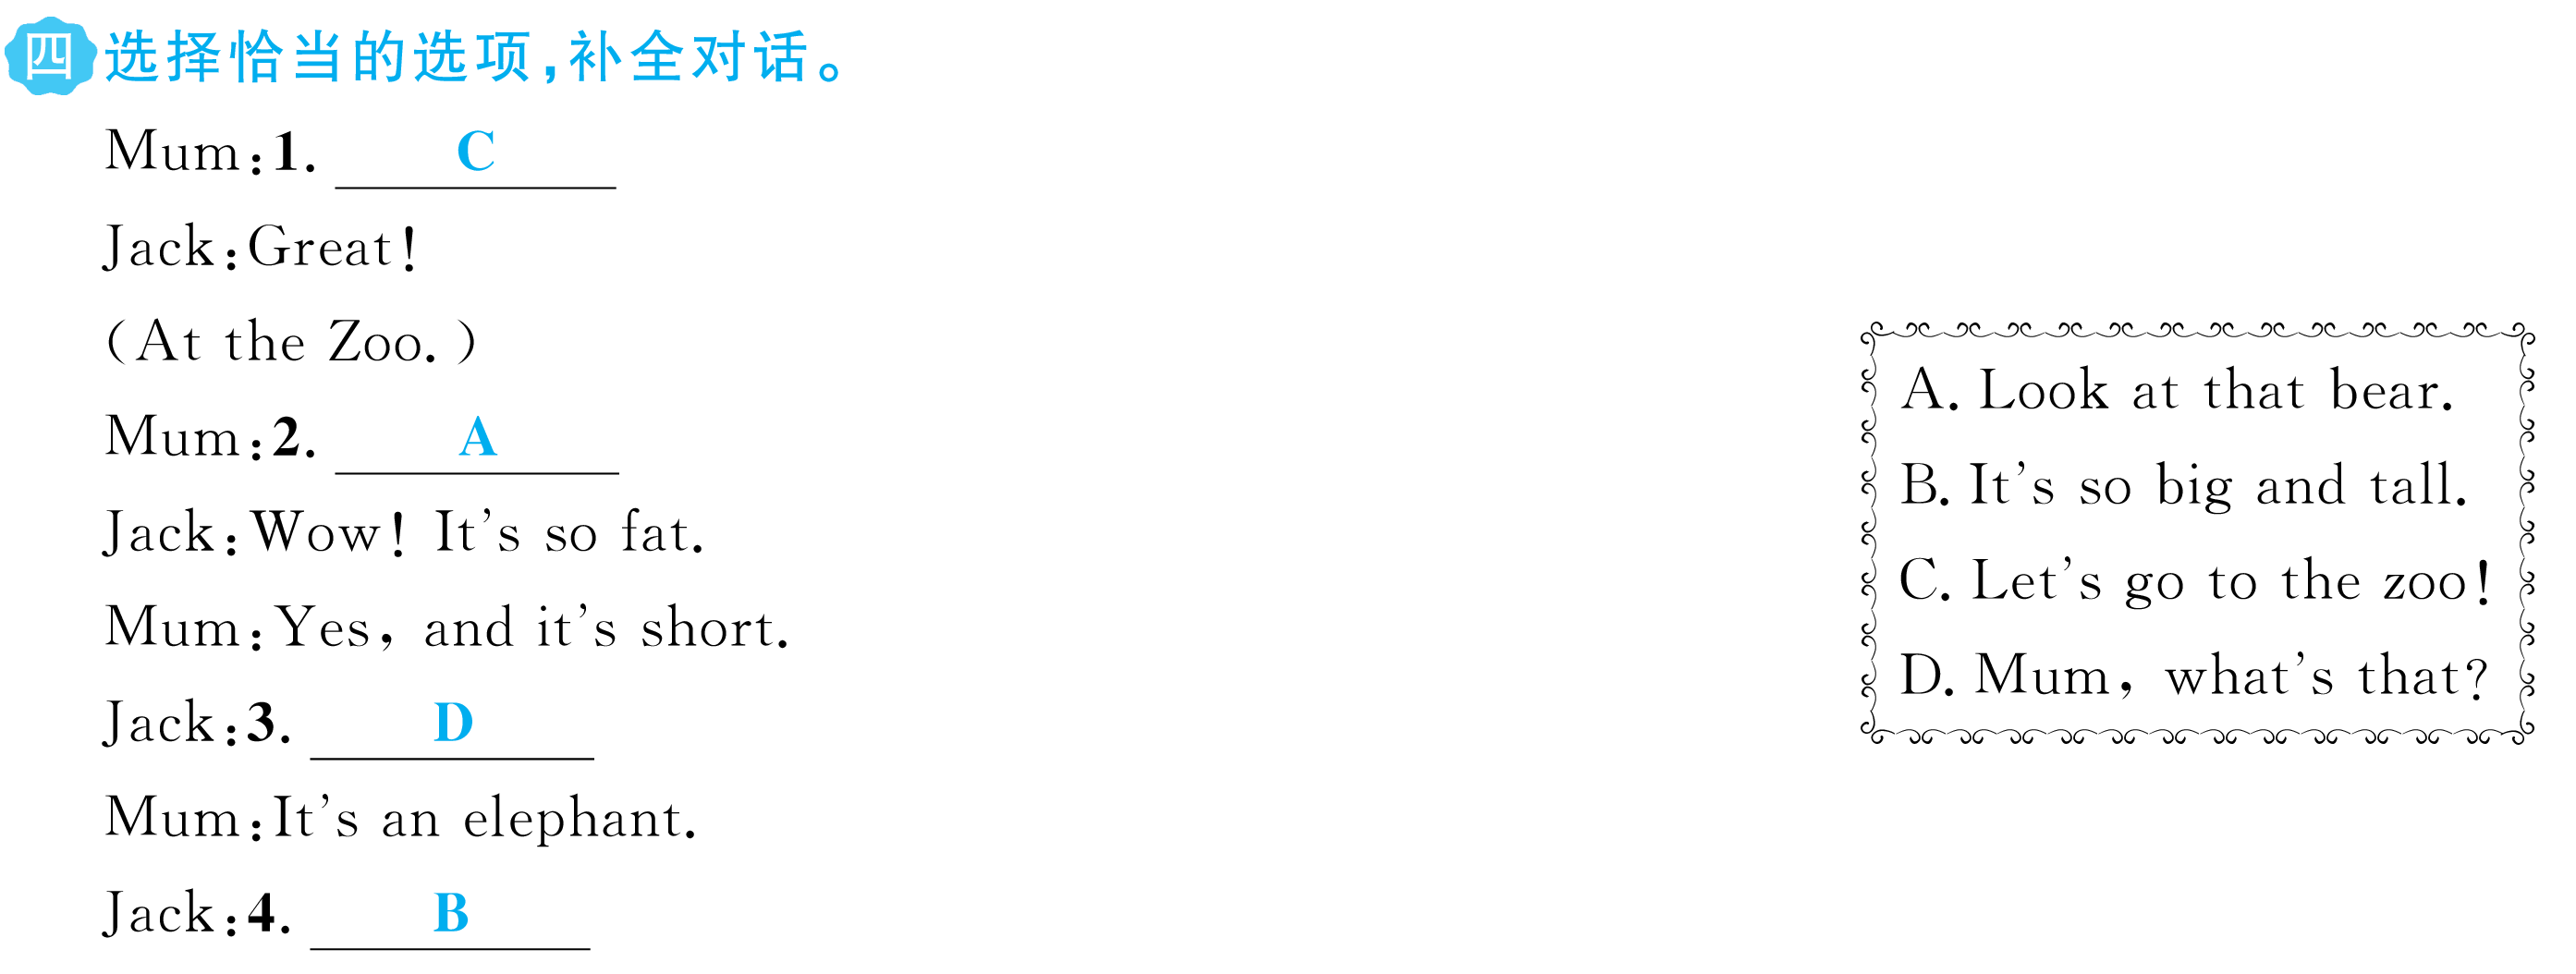 四 选择恰当的选项,补全对话。
Mum:1. C
Jack:Great!
(At the Zoo.)
Mum:2. A
Jack:Wow! It's so fat.
Mum:Yes, and it's short.
Jack:3. D
Mum:It's an elephant.
Jack:4. B
A. Look at that bear.
B. It's so big and tall.
C. Let's go to the zoo!
D. Mum, what's that?